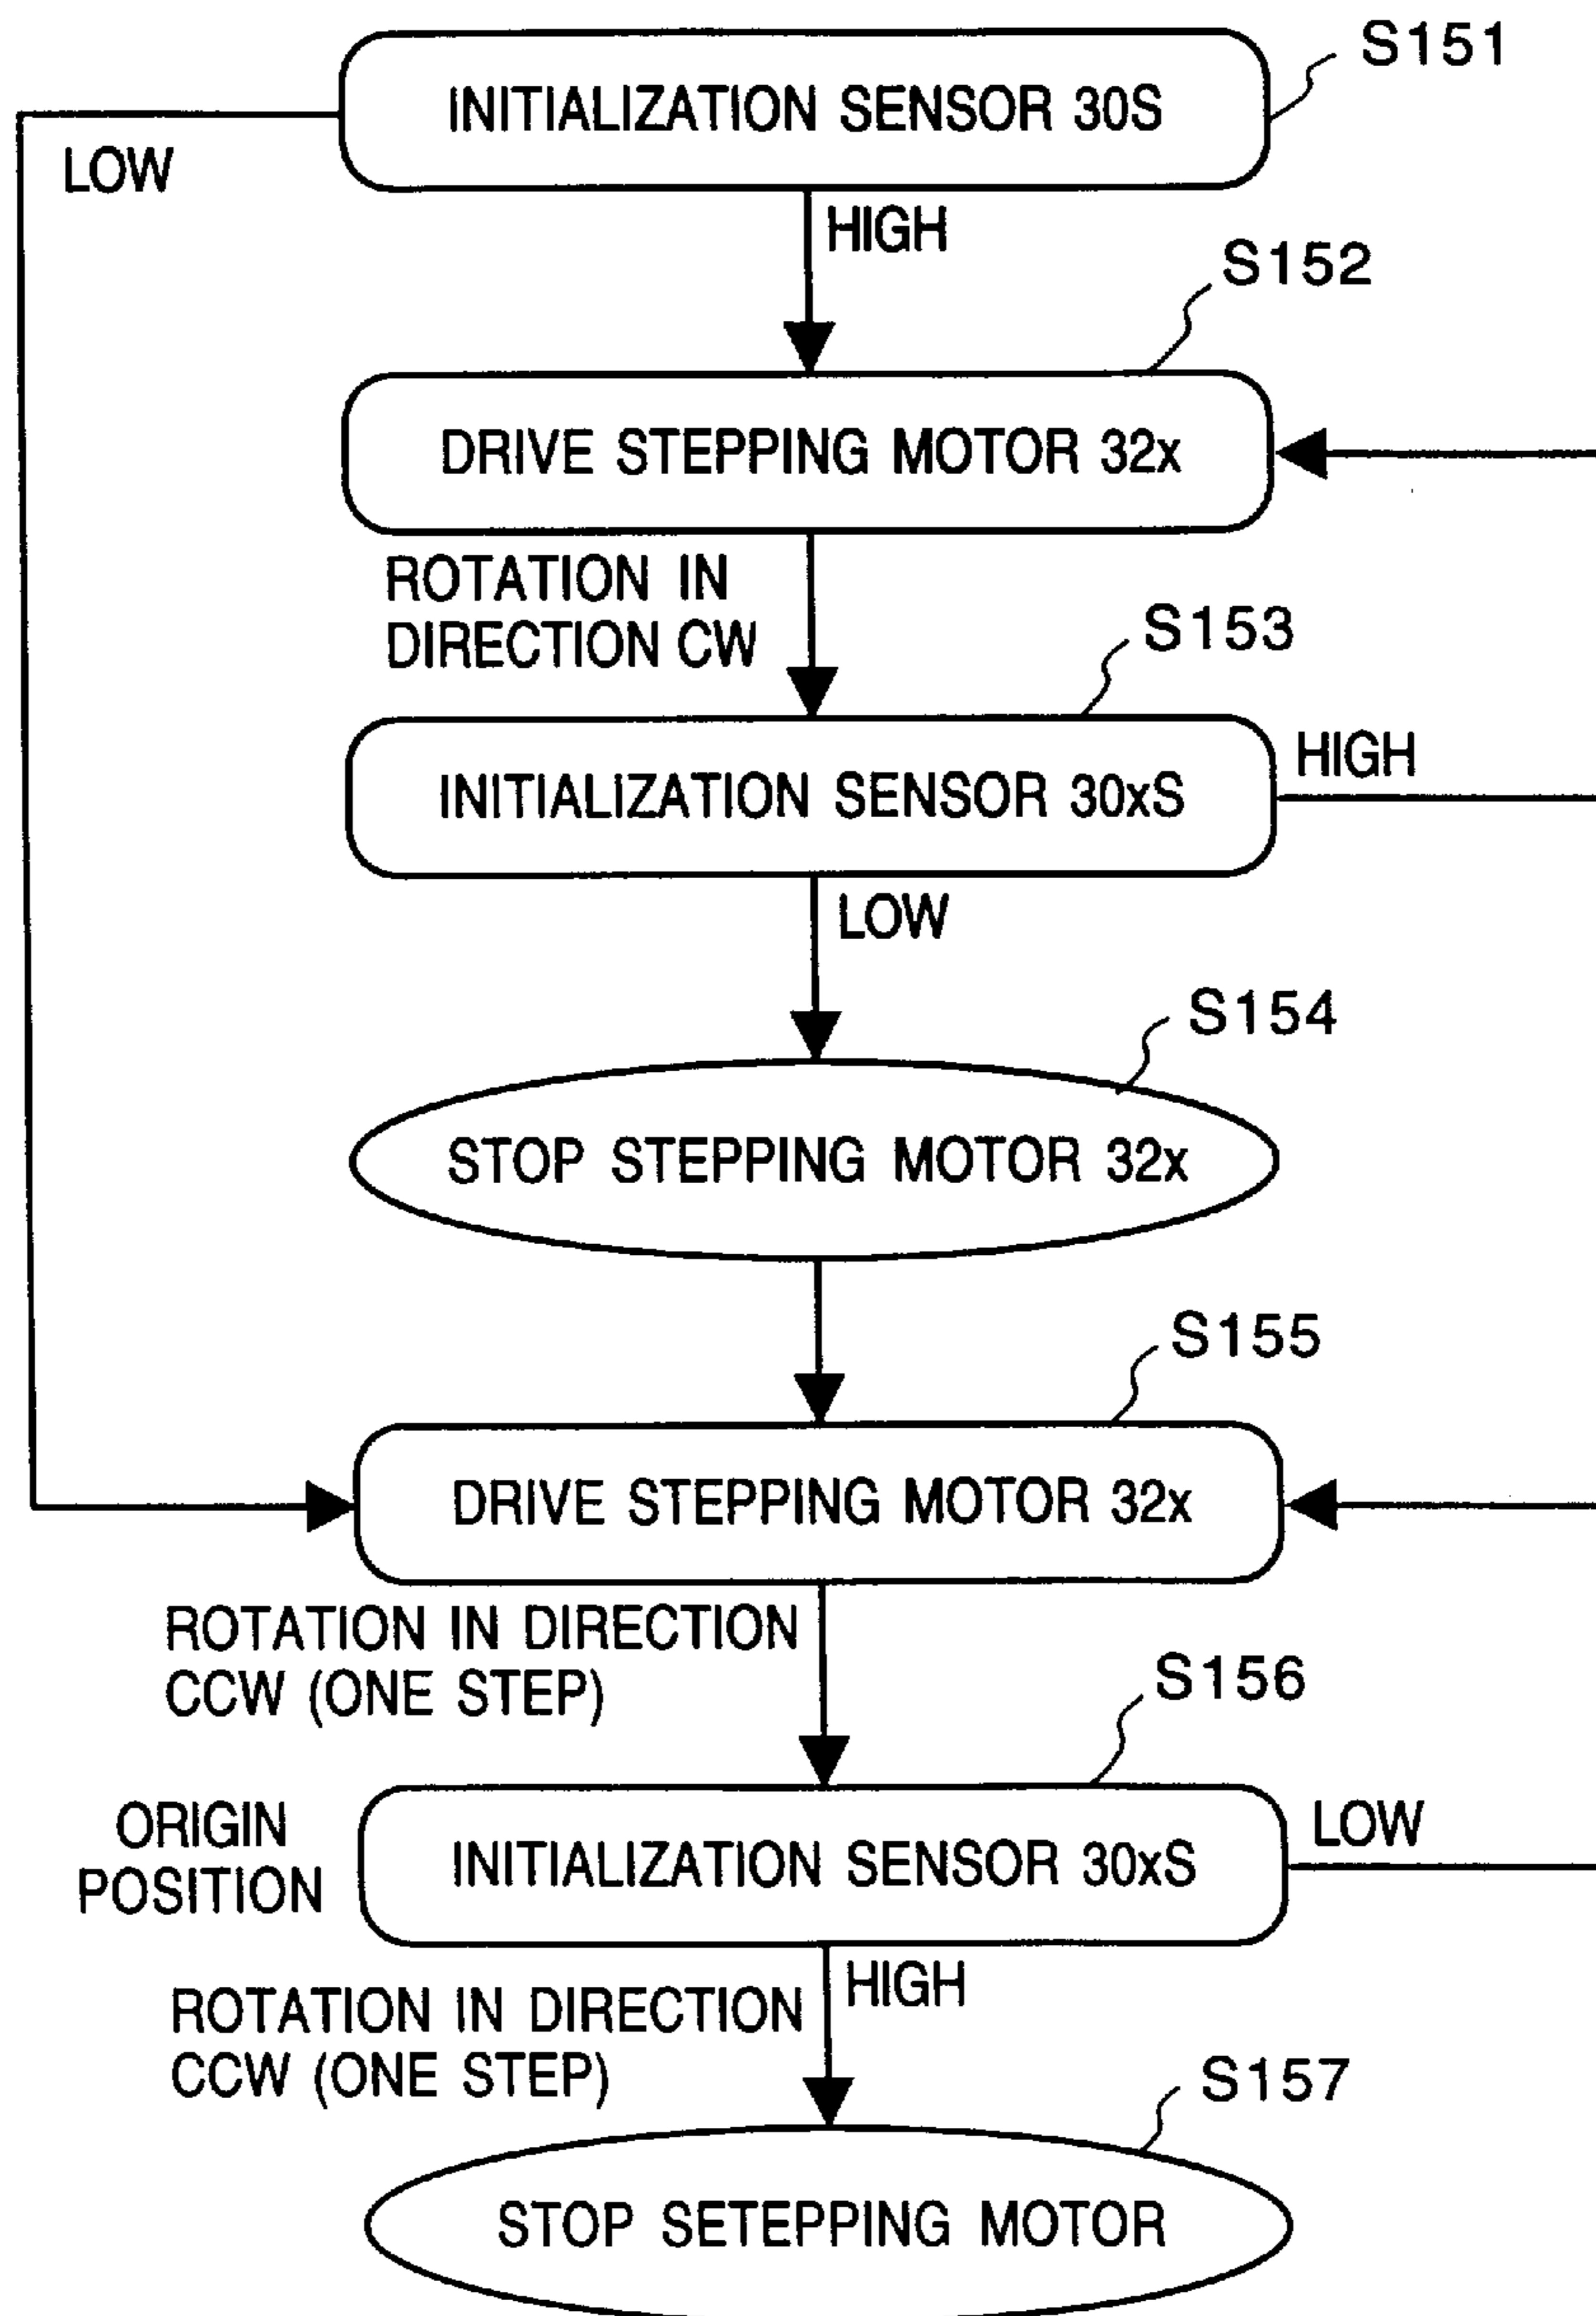 S151
INITIALIZATION SENSOR 30S
LOW
HIGH
S152
DRIVE STEPPING MOTOR 32x
ROTATION IN
DIRECTION CW
S153
INITIALIZATION SENSOR 30xS
HIGH
LOW
S154
STOP STEPPING MOTOR 32x
S155
DRIVE STEPPING MOTOR 32x
ROTATION IN DIRECTION
CCW (ONE STEP)
S156
ORIGIN
POSITION
INITIALIZATION SENSOR 30xS
LOW
HIGH
ROTATION IN DIRECTION
CCW (ONE STEP)
S157
STOP SETEPPING MOTOR